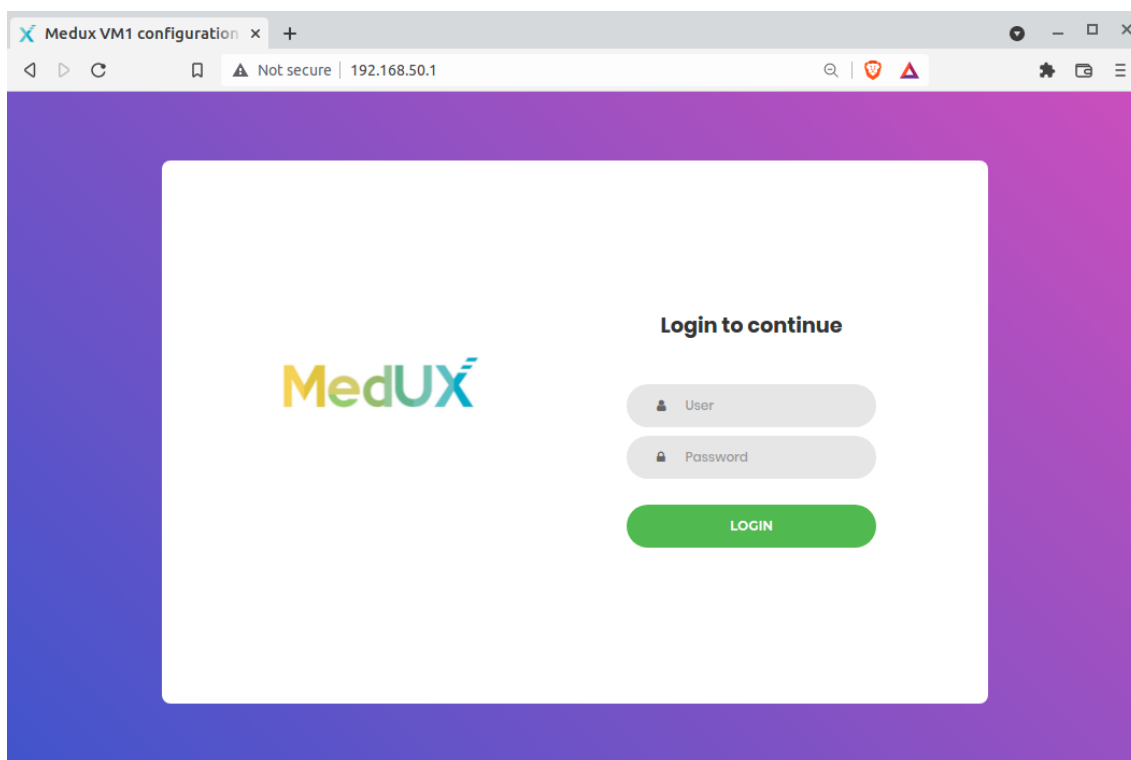 Medux VM1 configuration
Not secure 192.168.50.1
MedUX
Login to continue
User
Password
LOGIN